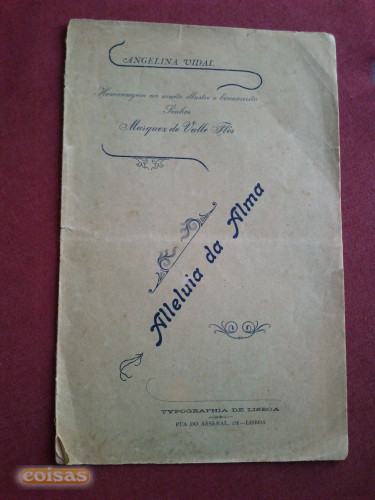 ANGELINA VIDAL
Homenagem ao muito illustre e benemerito
Senhor
Marquez de Valle Flôr
Alleluia da Alma
TYPOGRAPHIA DE LISBOA
RUA DO ARSENAL, —LISBOA
coisas